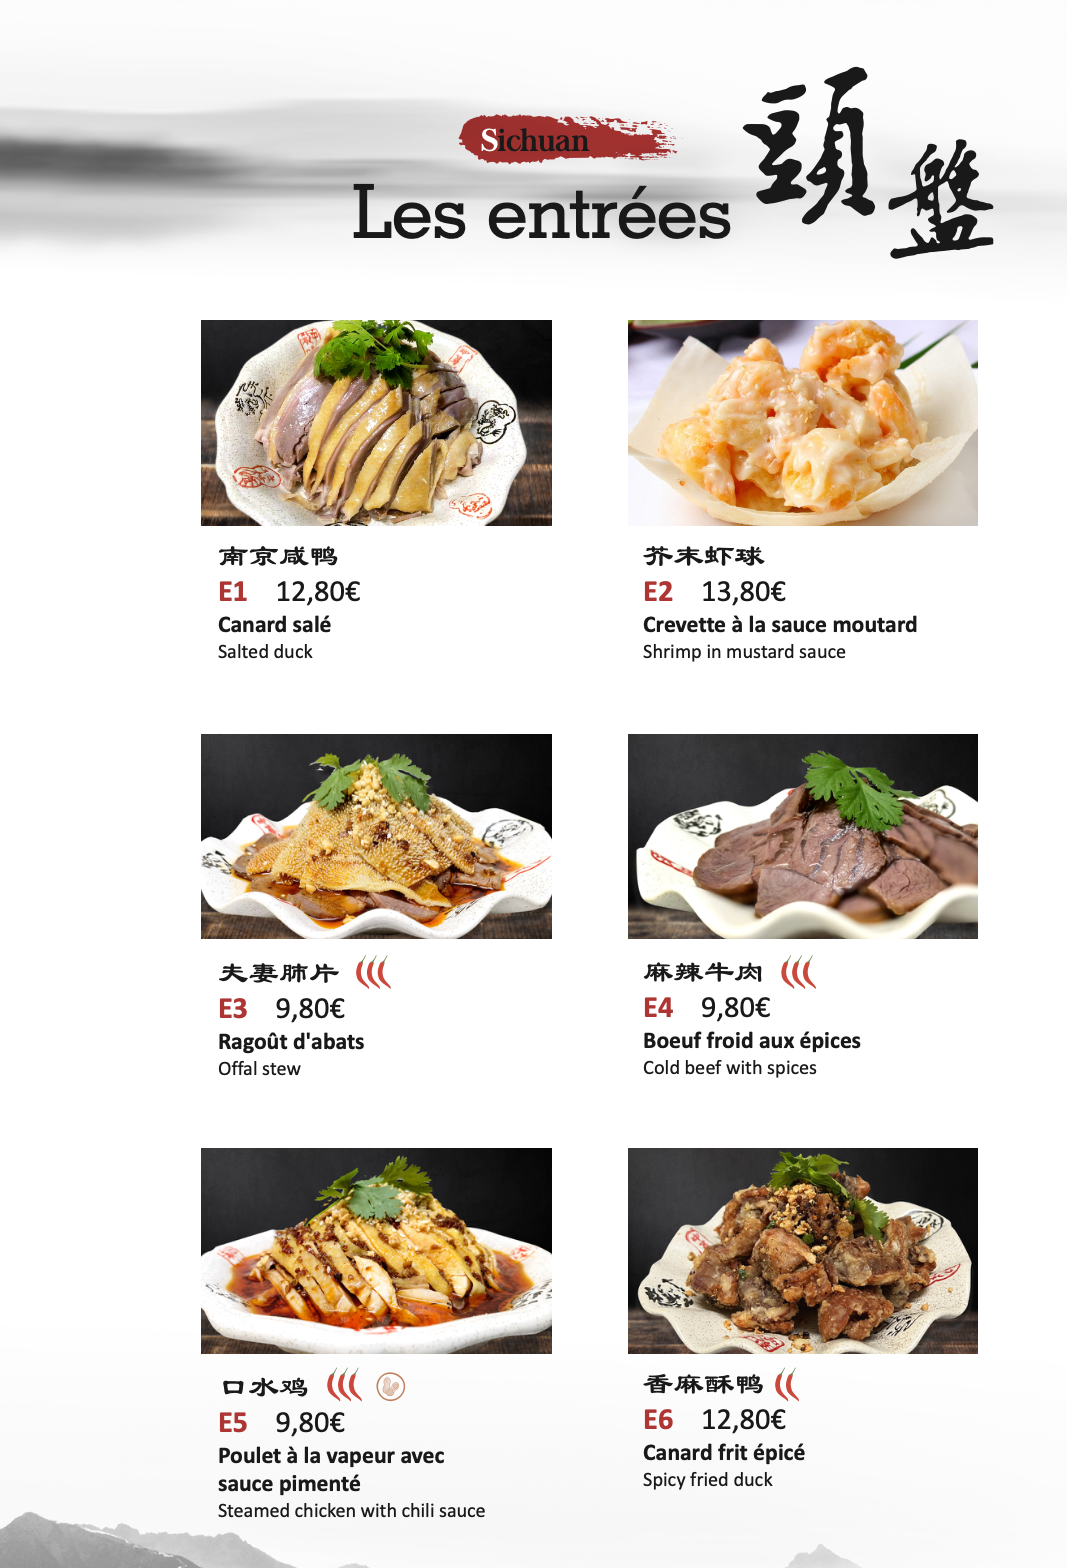 Sichuan
Les entrées
頭盤
南京咸鸭
E1 12,80€
Canard salé
Salted duck
芥末虾球
E2 13,80€
Crevette à la sauce moutard
Shrimp in mustard sauce
夫妻肺片
E3 9,80€
Ragoût d'abats
Offal stew
麻辣牛肉
E4 9,80€
Boeuf froid aux épices
Cold beef with spices
口水鸡
E5 9,80€
Poulet à la vapeur avec
sauce pimenté
Steamed chicken with chili sauce
香麻酥鸭
E6 12,80€
Canard frit épicé
Spicy fried duck